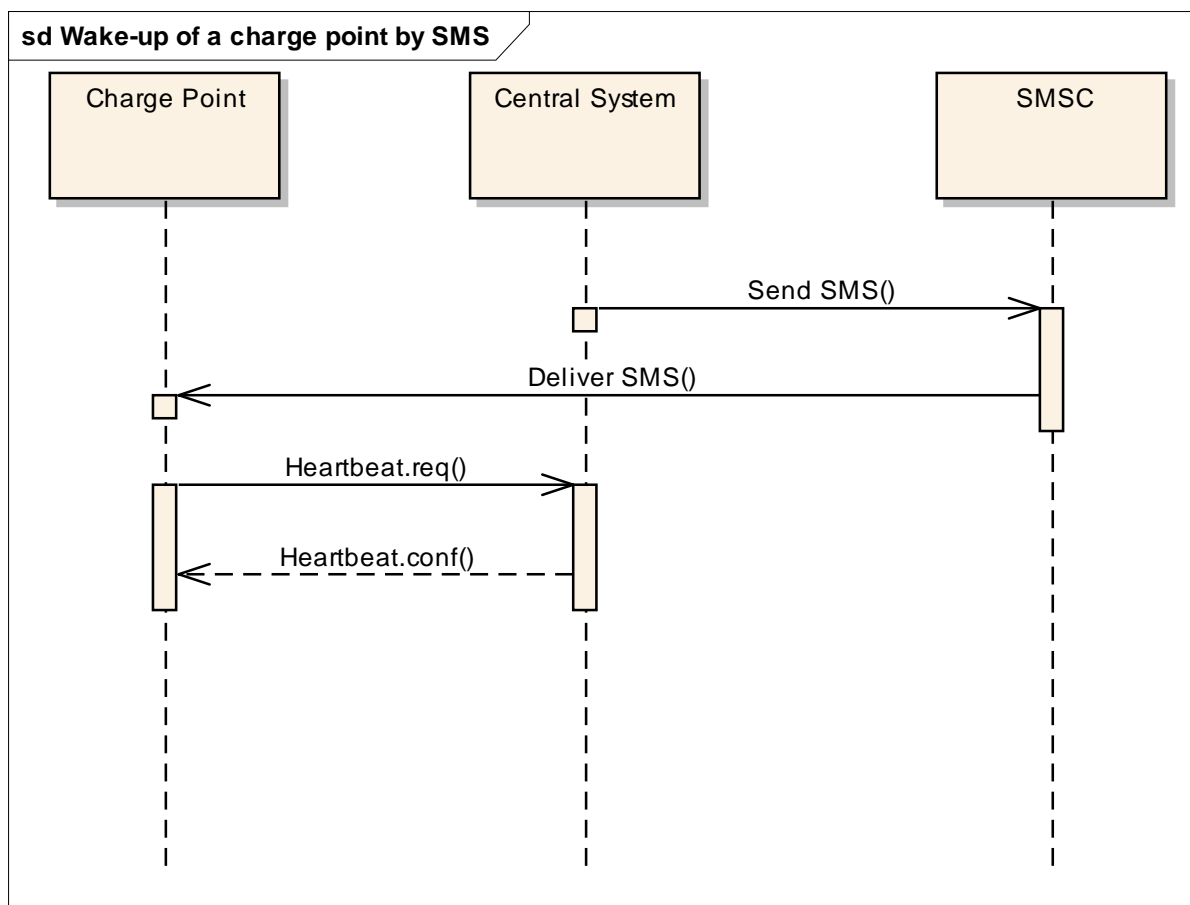 sd Wake-up of a charge point by SMS
Charge Point
Central System
SMSC
Send SMS()
Deliver SMS()
Heartbeat.req()
Heartbeat.conf()